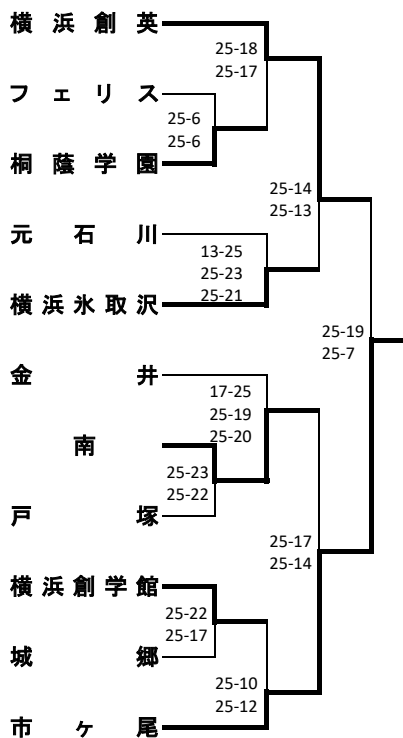 横浜創英
25-18
25-17
フェリス
25-6
25-6
桐蔭学園
25-14
25-13
元石川
13-25
25-23
25-21
横浜氷取沢
25-19
25-7
金井
17-25
25-19
25-20
南
25-23
25-22
戸塚
25-17
25-14
横浜創学館
25-22
25-17
城郷
25-10
25-12
市ヶ尾